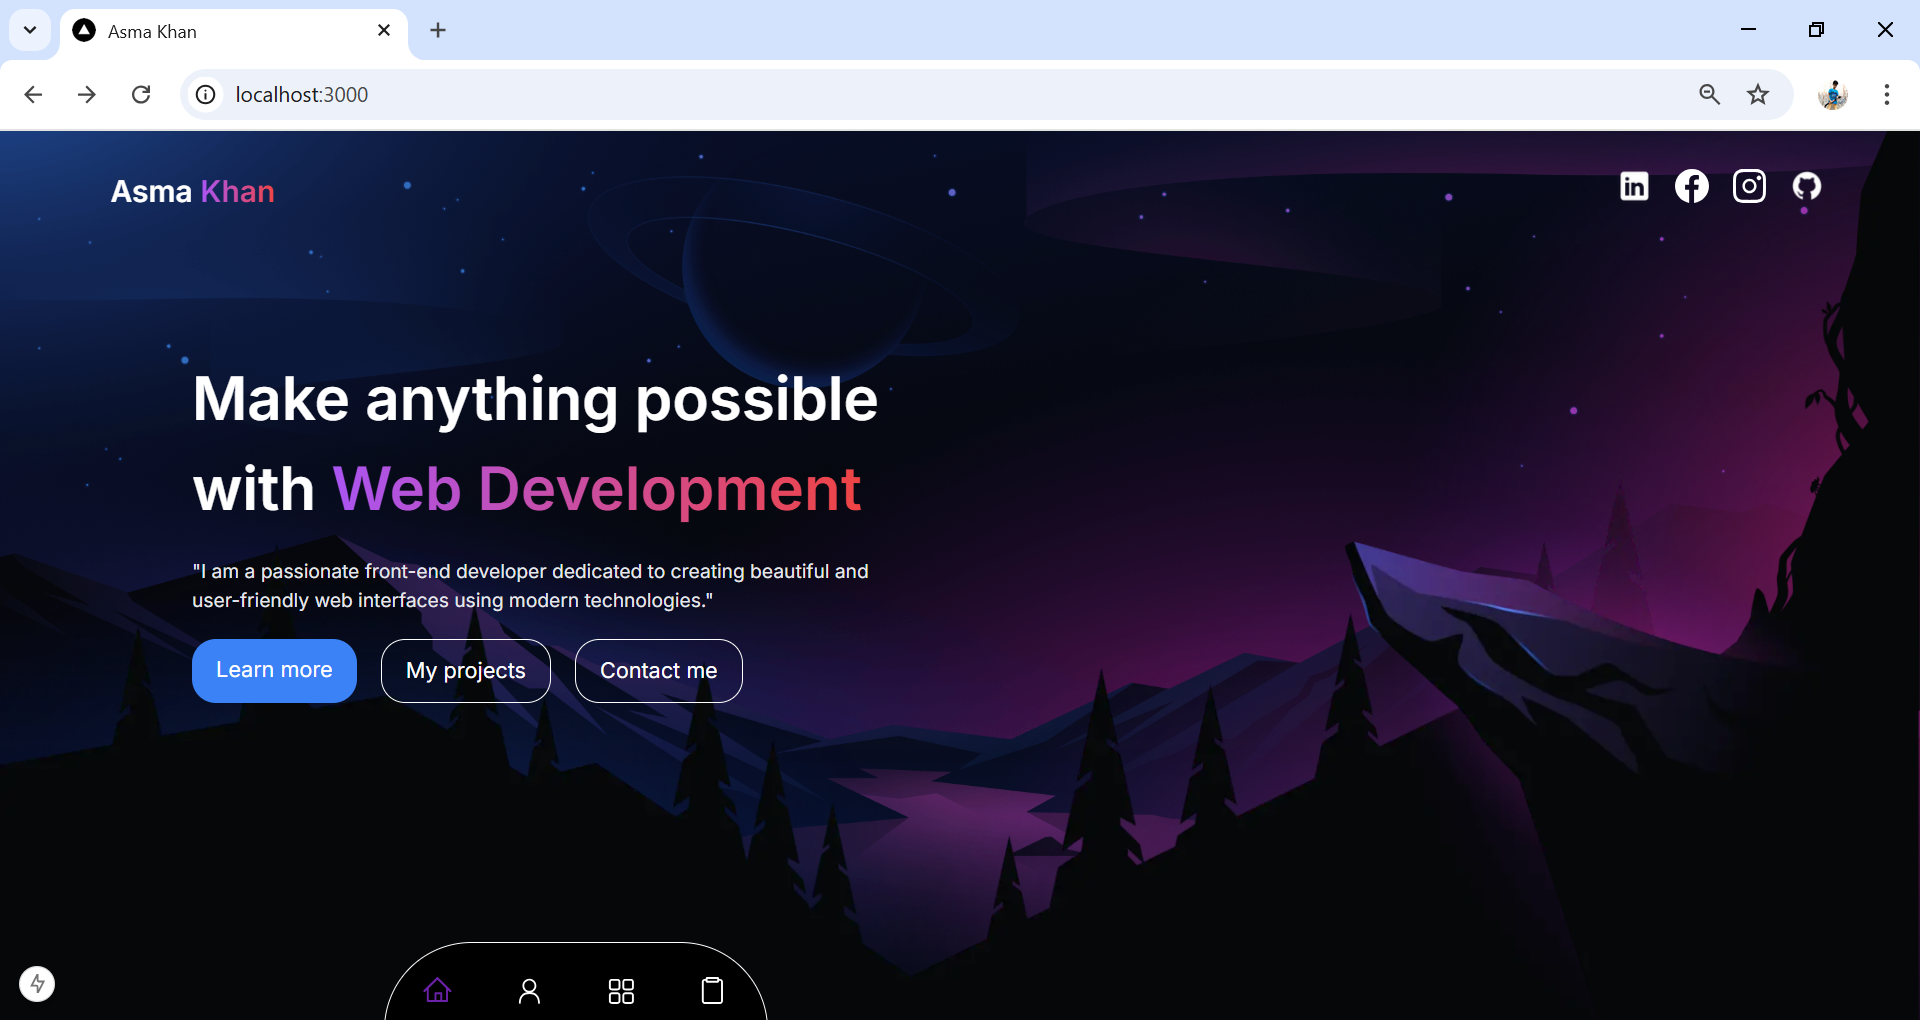 Asma Khan
localhost:3000
Asma Khan
in
Make anything possible
with Web Development
"I am a passionate front-end developer dedicated to creating beautiful and
user-friendly web interfaces using modern technologies."
Learn more
My projects
Contact me